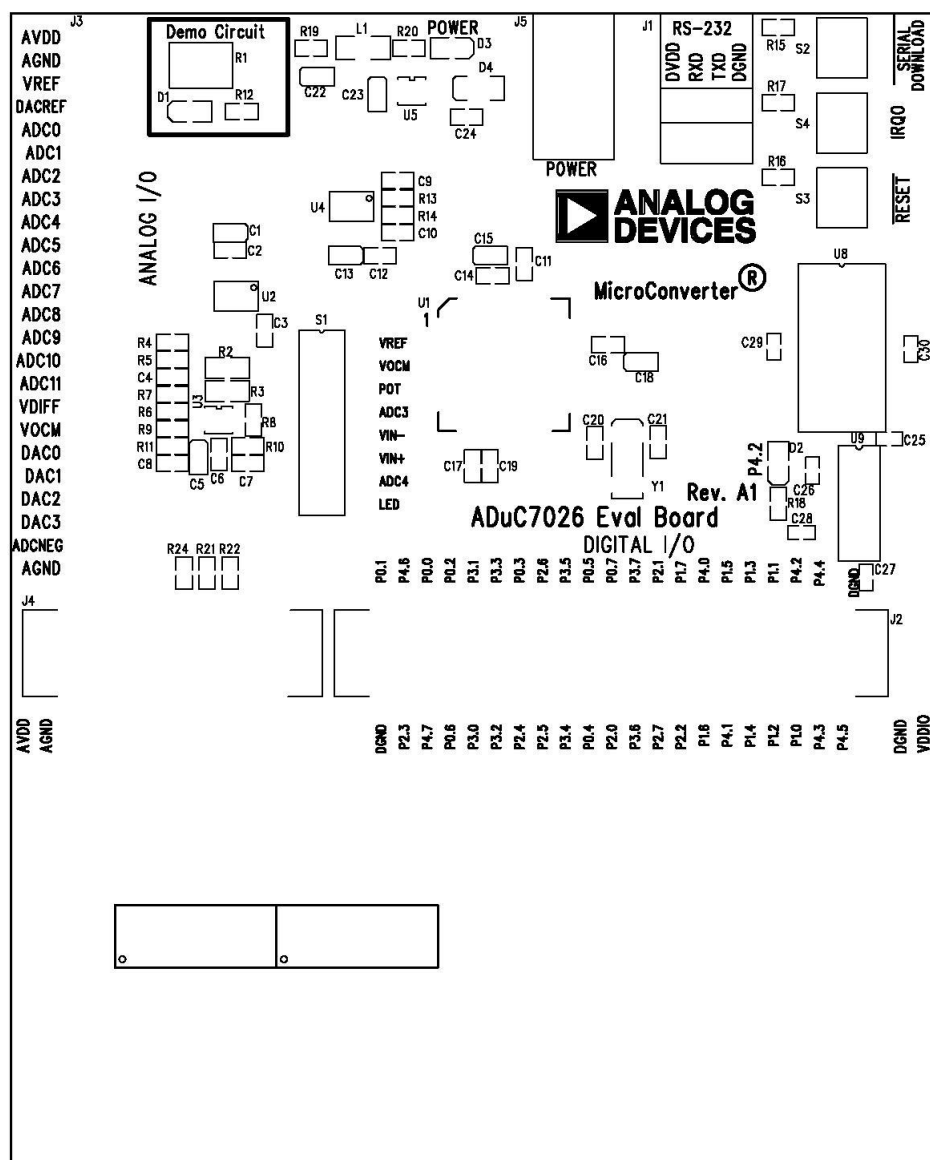 J3
AVDD
AGND
VREF
DACREF
ADC0
ADC1
ADC2
ADC3
ADC4
ADC5
ADC6
ADC7
ADC8
ADC9
ADC10
ADC11
VDIFF
VOCM
DAC0
DAC1
DAC2
DAC3
ADCNEG
AGND
ANALOG I/O
Demo Circuit
R1
D1
R12
R19
L1
R20
POWER
D3
C22
C23
U5
D4
C24
J5
POWER
J1
RS-232
DVDD
RXD
TXD
DGND
R15
S2
SERIAL
DOWNLOAD
R17
S4
IRQ0
R16
S3
RESET
ANALOG
DEVICES
MicroConverter®
U4
C9
R13
R14
C10
C1
C2
C13
C12
C15
C14
C11
U2
C3
U1
1
S1
VREF
VOCM
POT
ADC3
VIN-
VIN+
ADC4
LED
R4
R5
C4
R7
R6
R9
R11
C8
R2
R3
U3
R8
R10
C5
C6
C7
C16
C18
C20
C21
Y1
C17
C19
U8
C29
C30
U9
C25
P4.2
D2
C26
R18
C28
C27
Rev. A1
ADuC7026 Eval Board
DIGITAL I/O
R24
R21
R22
P0.1
P4.6
P0.0
P0.2
P3.1
P3.3
P0.3
P2.6
P3.5
P0.5
P0.7
P3.7
P2.1
P1.7
P4.0
P1.5
P1.3
P1.1
P4.2
P4.4
DGND
J4
J2
AVDD
AGND
DGND
P2.3
P4.7
P0.6
P3.0
P3.2
P2.4
P2.5
P3.4
P0.4
P2.0
P3.6
P2.7
P2.2
P1.6
P4.1
P1.4
P1.2
P1.0
P4.3
P4.5
DGND
VDDIO